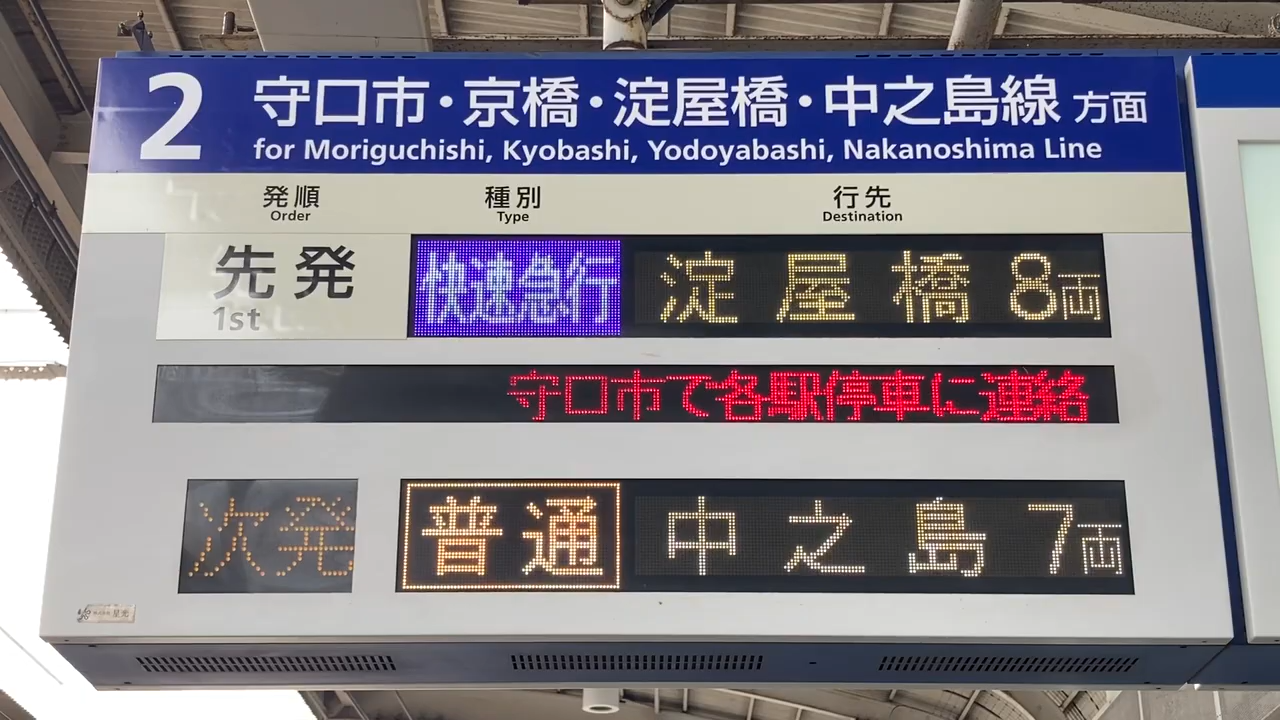 2 守口市・京橋・淀屋橋・中之島線 方面
for Moriguchishi, Kyobashi, Yodoyabashi, Nakanoshima Line
発順 種別 行先
Order Type Destination
先発 快速急行 淀屋橋 8両
1st
守口市で各駅停車に連絡
次発 普通 中之島 7両